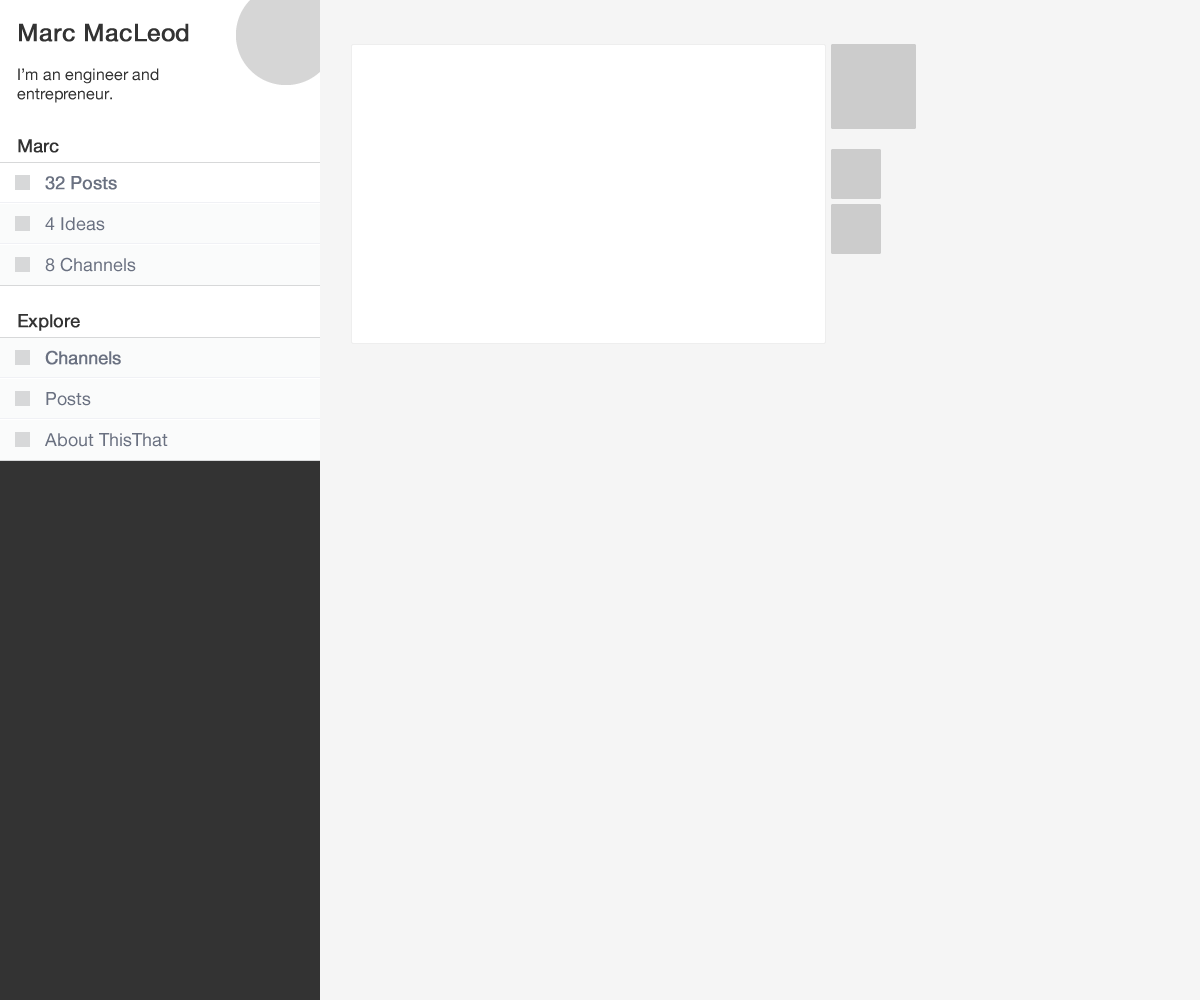 Marc MacLeod
I'm an engineer and
entrepreneur.
Marc
32 Posts
4 Ideas
8 Channels
Explore
Channels
Posts
About ThisThat